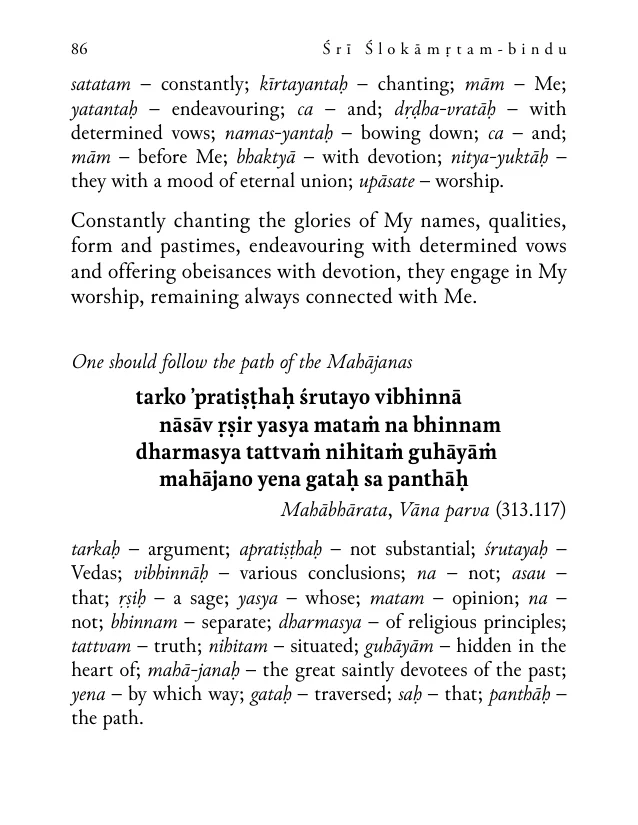 86 Śrī Ślokāmṛtam-bindu
satatam – constantly; kīrtayantaḥ – chanting; mām – Me;
yatantaḥ – endeavouring; ca – and; dṛḍha-vratāḥ – with
determined vows; namas-yantaḥ – bowing down; ca – and;
mām – before Me; bhaktyā – with devotion; nitya-yuktāḥ –
they with a mood of eternal union; upāsate – worship.
Constantly chanting the glories of My names, qualities,
form and pastimes, endeavouring with determined vows
and offering obeisances with devotion, they engage in My
worship, remaining always connected with Me.
One should follow the path of the Mahājanas
tarko ’pratiṣṭhaḥ śrutayo vibhinnā
nāsāv ṛṣir yasya mataṁ na bhinnam
dharmasya tattvaṁ nihitaṁ guhāyāṁ
mahājano yena gataḥ sa panthāḥ
Mahābhārata, Vāna parva (313.117)
tarkaḥ – argument; apratiṣṭhaḥ – not substantial; śrutayaḥ –
Vedas; vibhinnāḥ – various conclusions; na – not; asau –
that; ṛṣiḥ – a sage; yasya – whose; matam – opinion; na –
not; bhinnam – separate; dharmasya – of religious principles;
tattvam – truth; nihitam – situated; guhāyām – hidden in the
heart of; mahā-janaḥ – the great saintly devotees of the past;
yena – by which way; gataḥ – traversed; saḥ – that; panthāḥ –
the path.